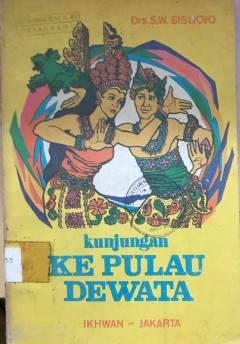 Drs.S.W. SISWOYO
kunjungan
KE PULAU
DEWATA
IKHWAN – JAKARTA